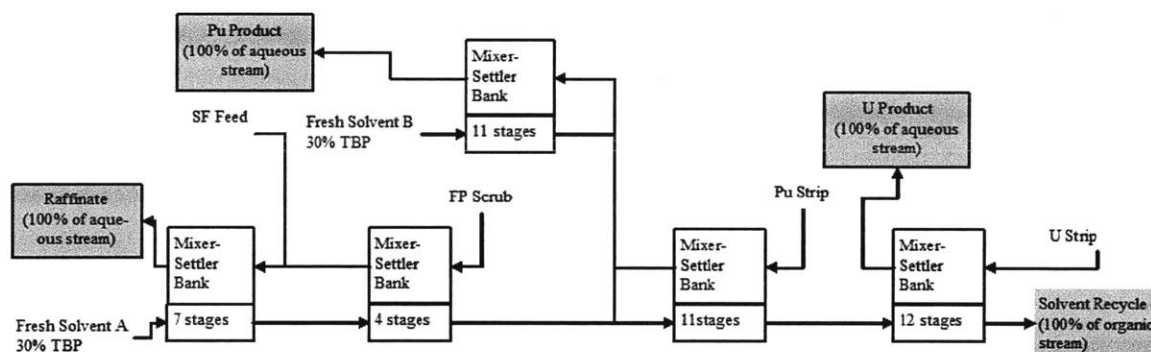 Pu Product
(100% of aqueous
stream)
Mixer-
Settler
Bank
11 stages
SF Feed
Fresh Solvent B
30% TBP
U Product
(100% of aqueous
stream)
Raffinate
(100% of aque-
ous stream)
FP Scrub
Pu Strip
U Strip
Mixer-
Settler
Bank
7 stages
Mixer-
Settler
Bank
4 stages
Mixer-
Settler
Bank
11stages
Mixer-
Settler
Bank
12 stages
Fresh Solvent A
30% TBP
Solvent Recycle
(100% of organic
stream)